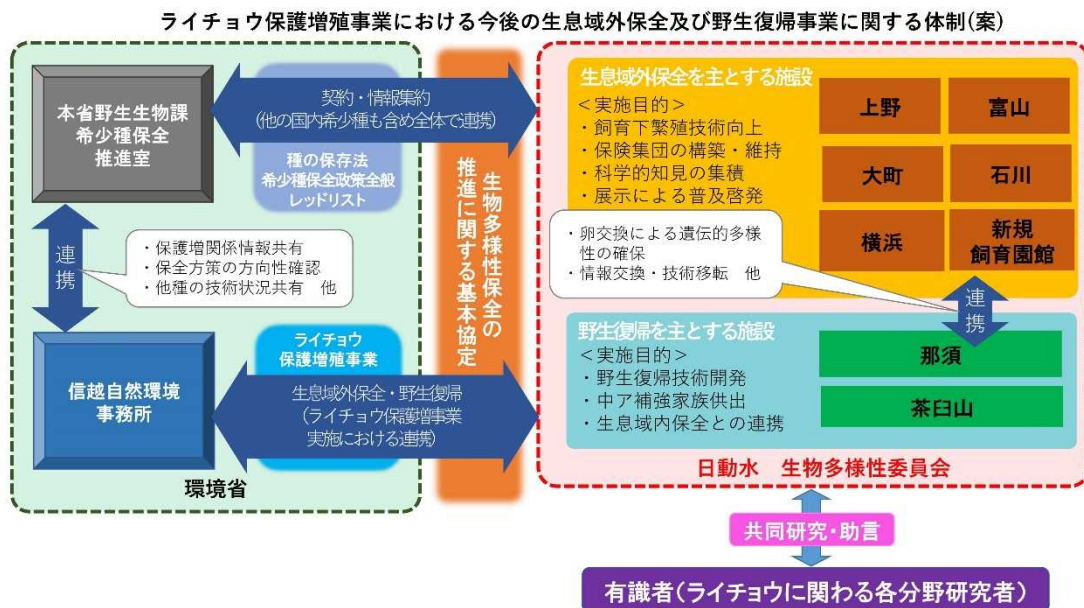 ライチョウ保護増殖事業における今後の生息域外保全及び野生復帰事業に関する体制(案)
本省野生生物課
希少種保全
推進室
契約・情報集約
(他の国内希少種も含め全体で連携)
種の保存法
希少種保全政策全般
レッドリスト
連携
・保護増関係情報共有
・保全方策の方向性確認
・他種の技術状況共有　他
信越自然環境
事務所
ライチョウ
保護増殖事業
生息域外保全・野生復帰
(ライチョウ保護増事業
実施における連携)
環境省
生物多様性保全の
推進に関する基本協定
生息域外保全を主とする施設
＜実施目的＞
・飼育下繁殖技術向上
・保険集団の構築・維持
・科学的知見の集積
・展示による普及啓発
上野
富山
大町
石川
横浜
新規
飼育園館
・卵交換による遺伝的多様
性の確保
・情報交換・技術移転　他
連携
野生復帰を主とする施設
＜実施目的＞
・野生復帰技術開発
・中ア補強家族供出
・生息域内保全との連携
那須
茶臼山
日動水　生物多様性委員会
共同研究・助言
有識者(ライチョウに関わる各分野研究者)